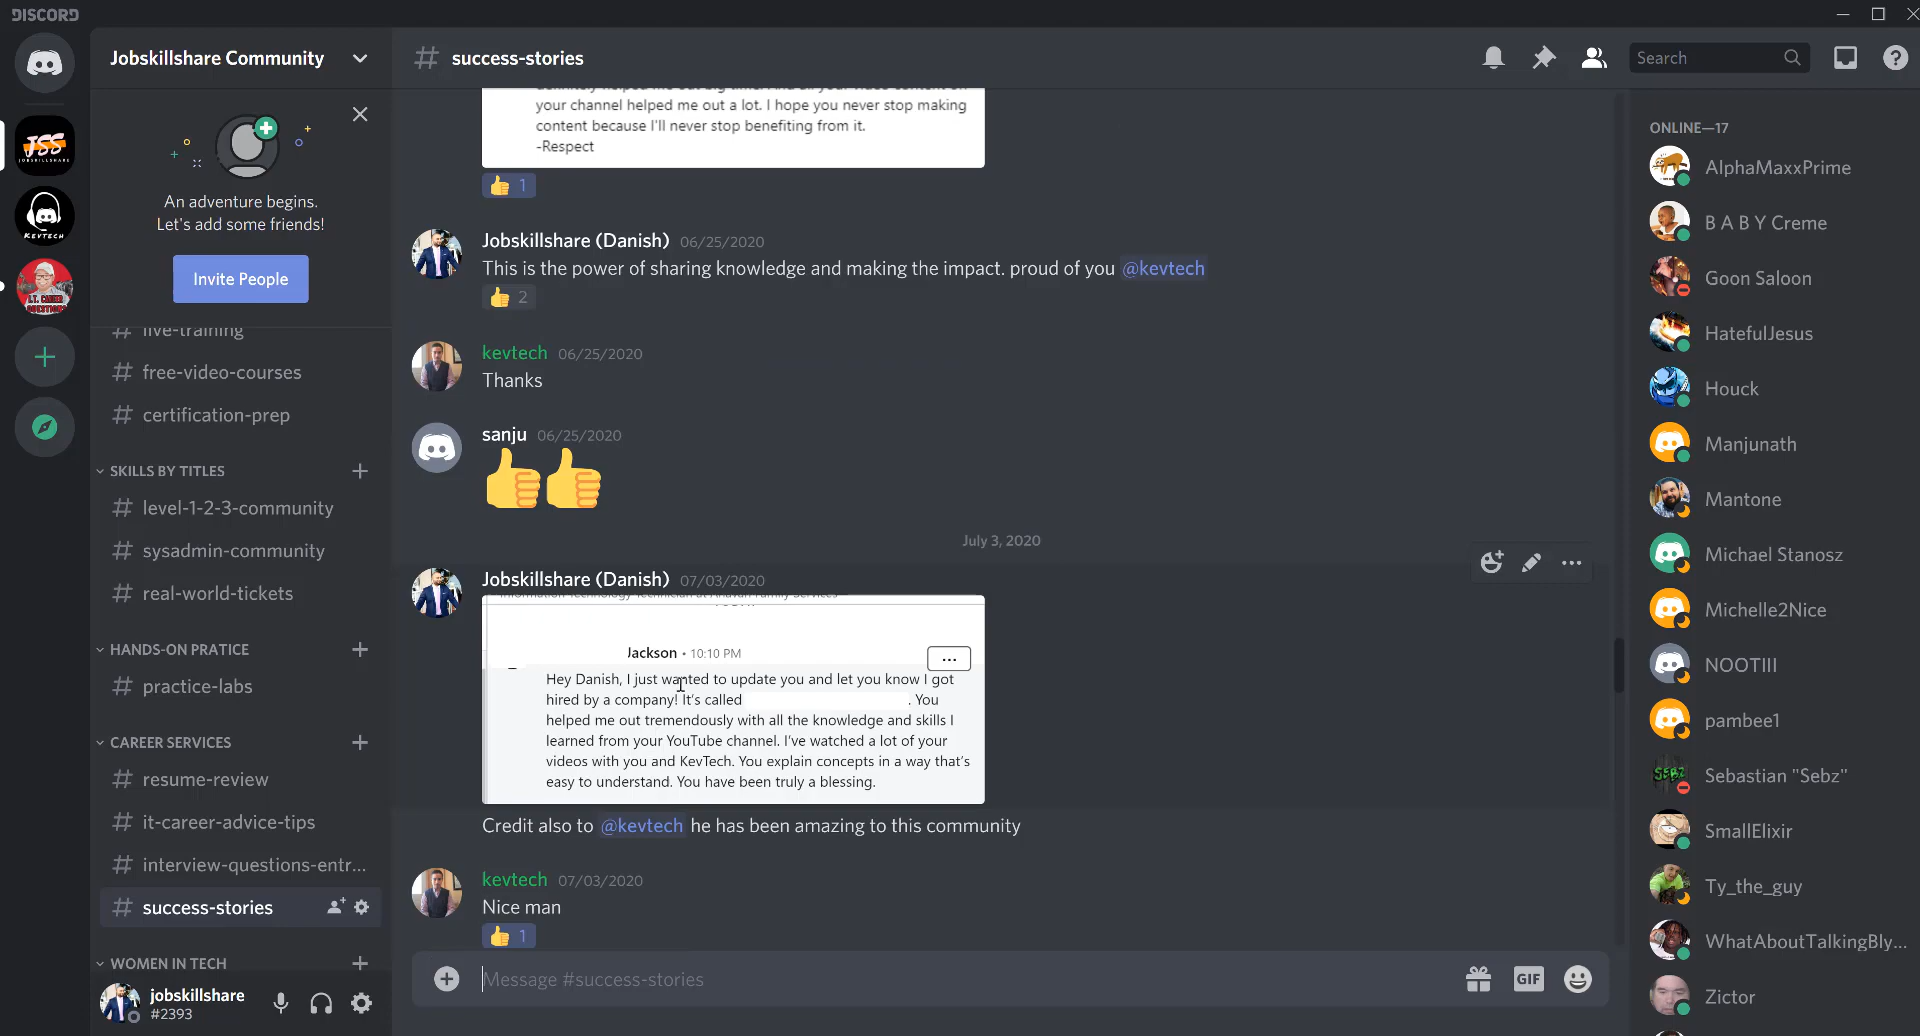 DISCORD
Jobskillshare Community
An adventure begins.
Let's add some friends!
Invite People
live-training
free-video-courses
certification-prep
SKILLS BY TITLES
level-1-2-3-community
sysadmin-community
real-world-tickets
HANDS-ON PRATICE
practice-labs
CAREER SERVICES
resume-review
it-career-advice-tips
interview-questions-entr...
success-stories
WOMEN IN TECH
jobskillshare
#2393
JSS
JOBSKILLSHARE
KEVTECH
I.T. CAREER
QUESTIONS
success-stories
Search
your channel helped me out a lot. I hope you never stop making
content because I'll never stop benefiting from it.
-Respect
1
Jobskillshare (Danish) 06/25/2020
This is the power of sharing knowledge and making the impact. proud of you @kevtech
2
kevtech 06/25/2020
Thanks
sanju 06/25/2020
July 3, 2020
Jobskillshare (Danish) 07/03/2020
Jackson • 10:10 PM
...
Hey Danish, I just wanted to update you and let you know I got
hired by a company! It's called . You
helped me out tremendously with all the knowledge and skills I
learned from your YouTube channel. I've watched a lot of your
videos with you and KevTech. You explain concepts in a way that's
easy to understand. You have been truly a blessing.
Credit also to @kevtech he has been amazing to this community
kevtech 07/03/2020
Nice man
1
Message #success-stories
GIF
ONLINE—17
AlphaMaxxPrime
B A B Y Creme
Goon Saloon
HatefulJesus
Houck
Manjunath
Mantone
Michael Stanosz
Michelle2Nice
NOOTIII
pambee1
Sebastian "Sebz"
SmallElixir
Ty_the_guy
WhatAboutTalkingBly...
Zictor